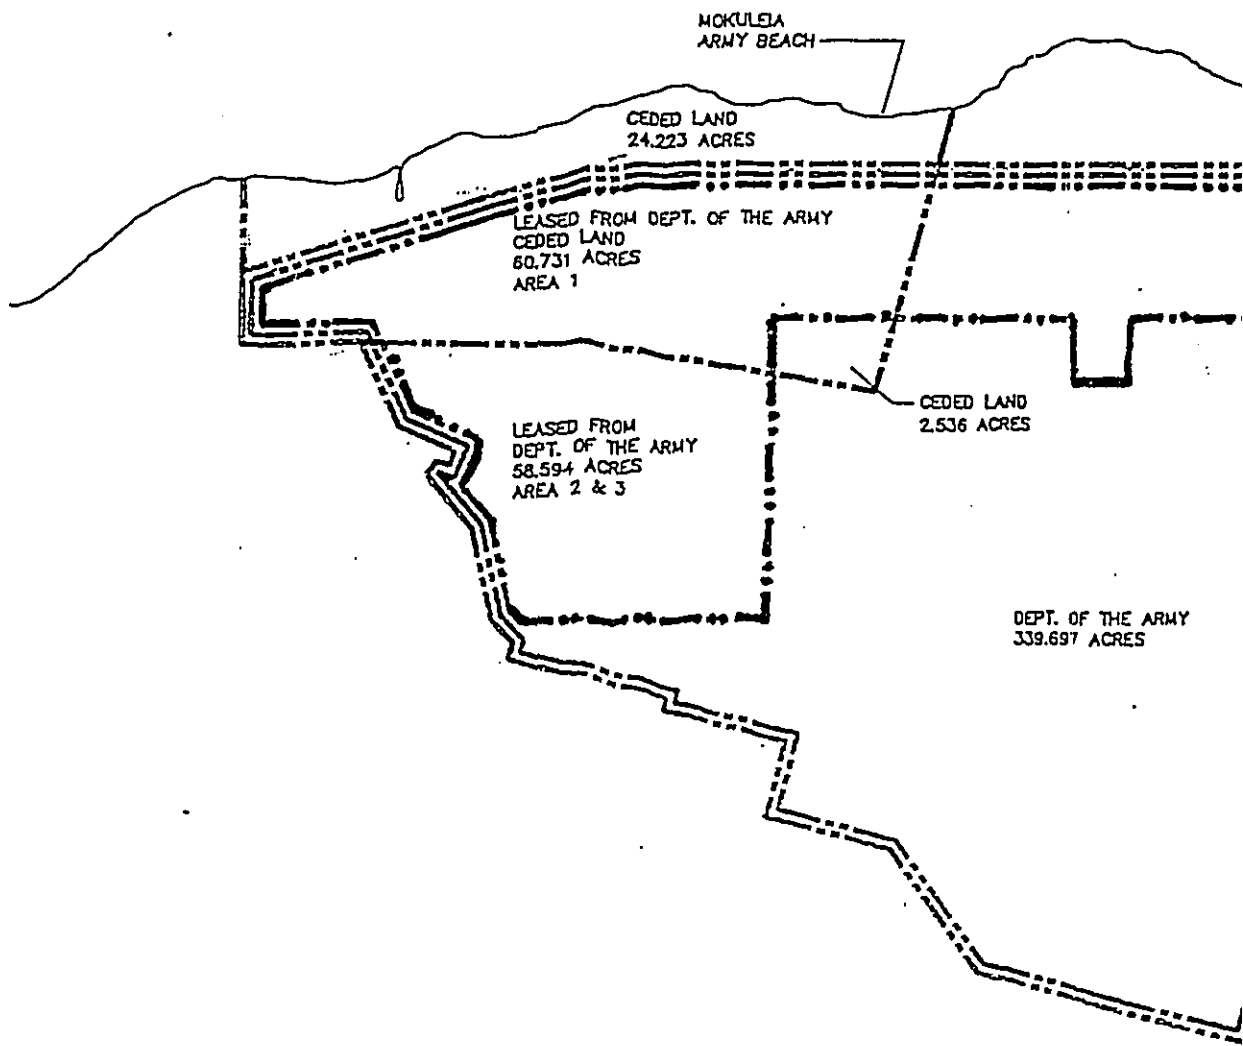 MOKULEIA
ARMY BEACH
CEDED LAND
24.223 ACRES
LEASED FROM DEPT. OF THE ARMY
CEDED LAND
60.731 ACRES
AREA 1
CEDED LAND
2.536 ACRES
LEASED FROM
DEPT. OF THE ARMY
58.594 ACRES
AREA 2 & 3
DEPT. OF THE ARMY
339.697 ACRES